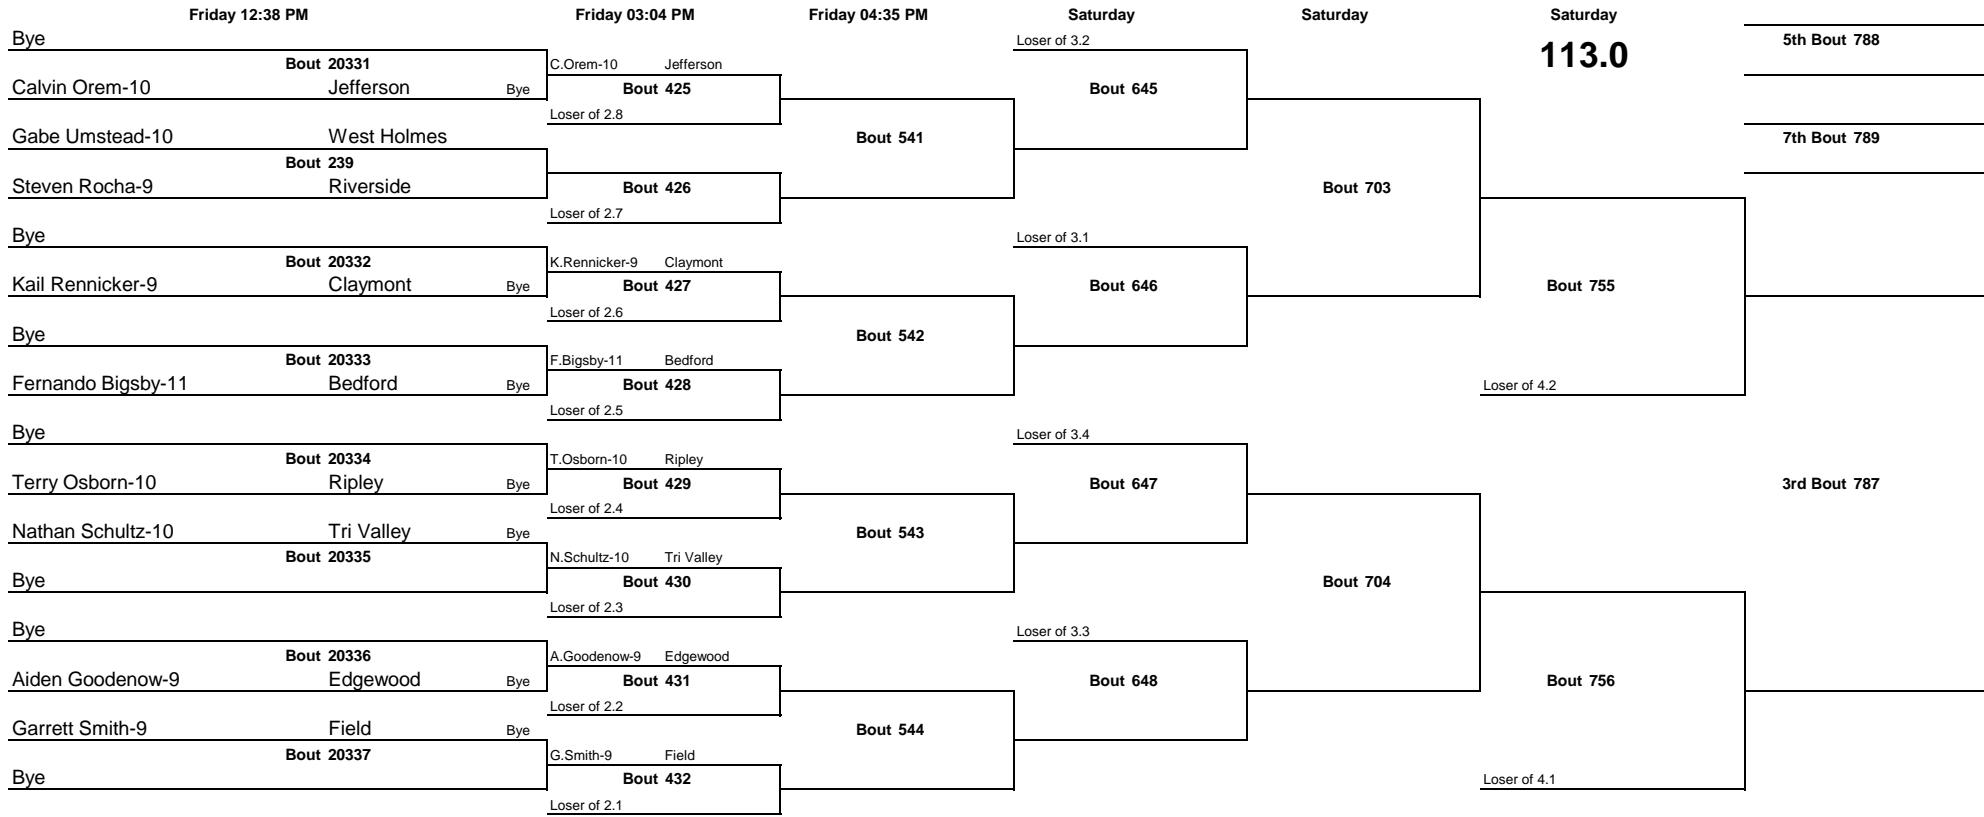 Friday 12:38 PM
Friday 03:04 PM
Friday 04:35 PM
Saturday
Saturday
Saturday
113.0
Bye
Bout 20331
Calvin Orem-10 Jefferson Bye
Gabe Umstead-10 West Holmes
Bout 239
Steven Rocha-9 Riverside
Bye
Bout 20332
Kail Rennicker-9 Claymont Bye
Bye
Bout 20333
Fernando Bigsby-11 Bedford Bye
Bye
Bout 20334
Terry Osborn-10 Ripley Bye
Nathan Schultz-10 Tri Valley Bye
Bout 20335
Bye
Bye
Bout 20336
Aiden Goodenow-9 Edgewood Bye
Garrett Smith-9 Field Bye
Bout 20337
Bye
C.Orem-10 Jefferson
Bout 425
Loser of 2.8
Bout 426
Loser of 2.7
K.Rennicker-9 Claymont
Bout 427
Loser of 2.6
F.Bigsby-11 Bedford
Bout 428
Loser of 2.5
T.Osborn-10 Ripley
Bout 429
Loser of 2.4
N.Schultz-10 Tri Valley
Bout 430
Loser of 2.3
A.Goodenow-9 Edgewood
Bout 431
Loser of 2.2
G.Smith-9 Field
Bout 432
Loser of 2.1
Bout 541
Bout 542
Bout 543
Bout 544
Loser of 3.2
Bout 645
Loser of 3.1
Bout 646
Loser of 3.4
Bout 647
Loser of 3.3
Bout 648
Bout 703
Bout 704
Bout 755
Loser of 4.2
Bout 756
Loser of 4.1
5th Bout 788
7th Bout 789
3rd Bout 787